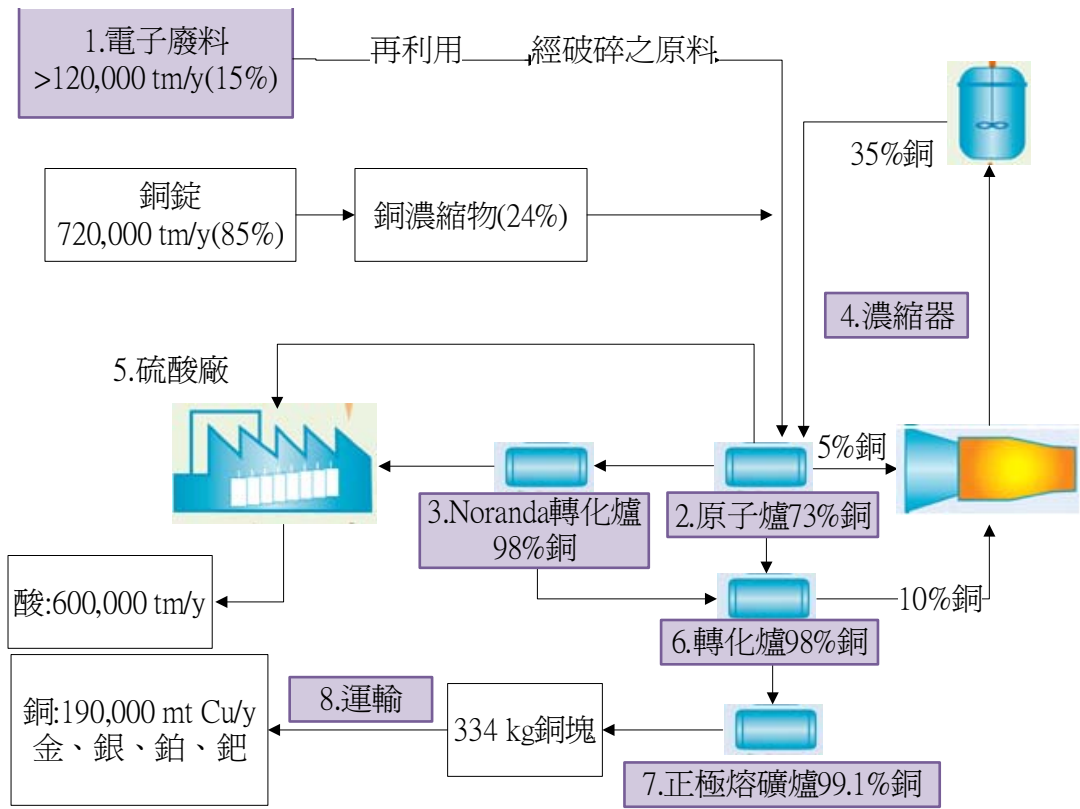 1.電子廢料
>120,000 tm/y(15%)
再利用
經破碎之原料
35%銅
銅錠
720,000 tm/y(85%)
銅濃縮物(24%)
4.濃縮器
5.硫酸廠
5%銅
3.Noranda轉化爐
98%銅
2.原子爐73%銅
酸:600,000 tm/y
10%銅
6.轉化爐98%銅
銅:190,000 mt Cu/y
金、銀、鉑、鈀
8.運輸
334 kg銅塊
7.正極熔礦爐99.1%銅